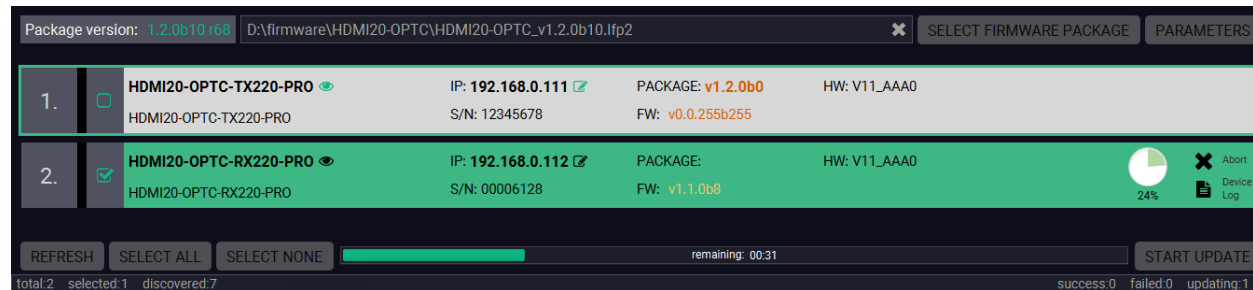 Package version: 1.2.0b10 r68 D:\firmware\HDMI20-OPTC\HDMI20-OPTC_v1.2.0b10.lfp2 SELECT FIRMWARE PACKAGE PARAMETERS
1.
HDMI20-OPTC-TX220-PRO IP: 192.168.0.111 PACKAGE: v1.2.0b0 HW: V11_AAA0
HDMI20-OPTC-TX220-PRO S/N: 12345678 FW: v0.0.255b255
2.
HDMI20-OPTC-RX220-PRO IP: 192.168.0.112 PACKAGE: HW: V11_AAA0
HDMI20-OPTC-RX220-PRO S/N: 00006128 FW: v1.1.0b8
24%
Abort
Device
Log
REFRESH SELECT ALL SELECT NONE remaining: 00:31 START UPDATE
total:2 selected:1 discovered:7 success:0 failed:0 updating:1